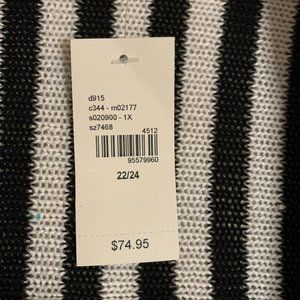 d915
c344 - m02177
s020900 - 1X
sz7468
4512
95579960
22/24
$74.95